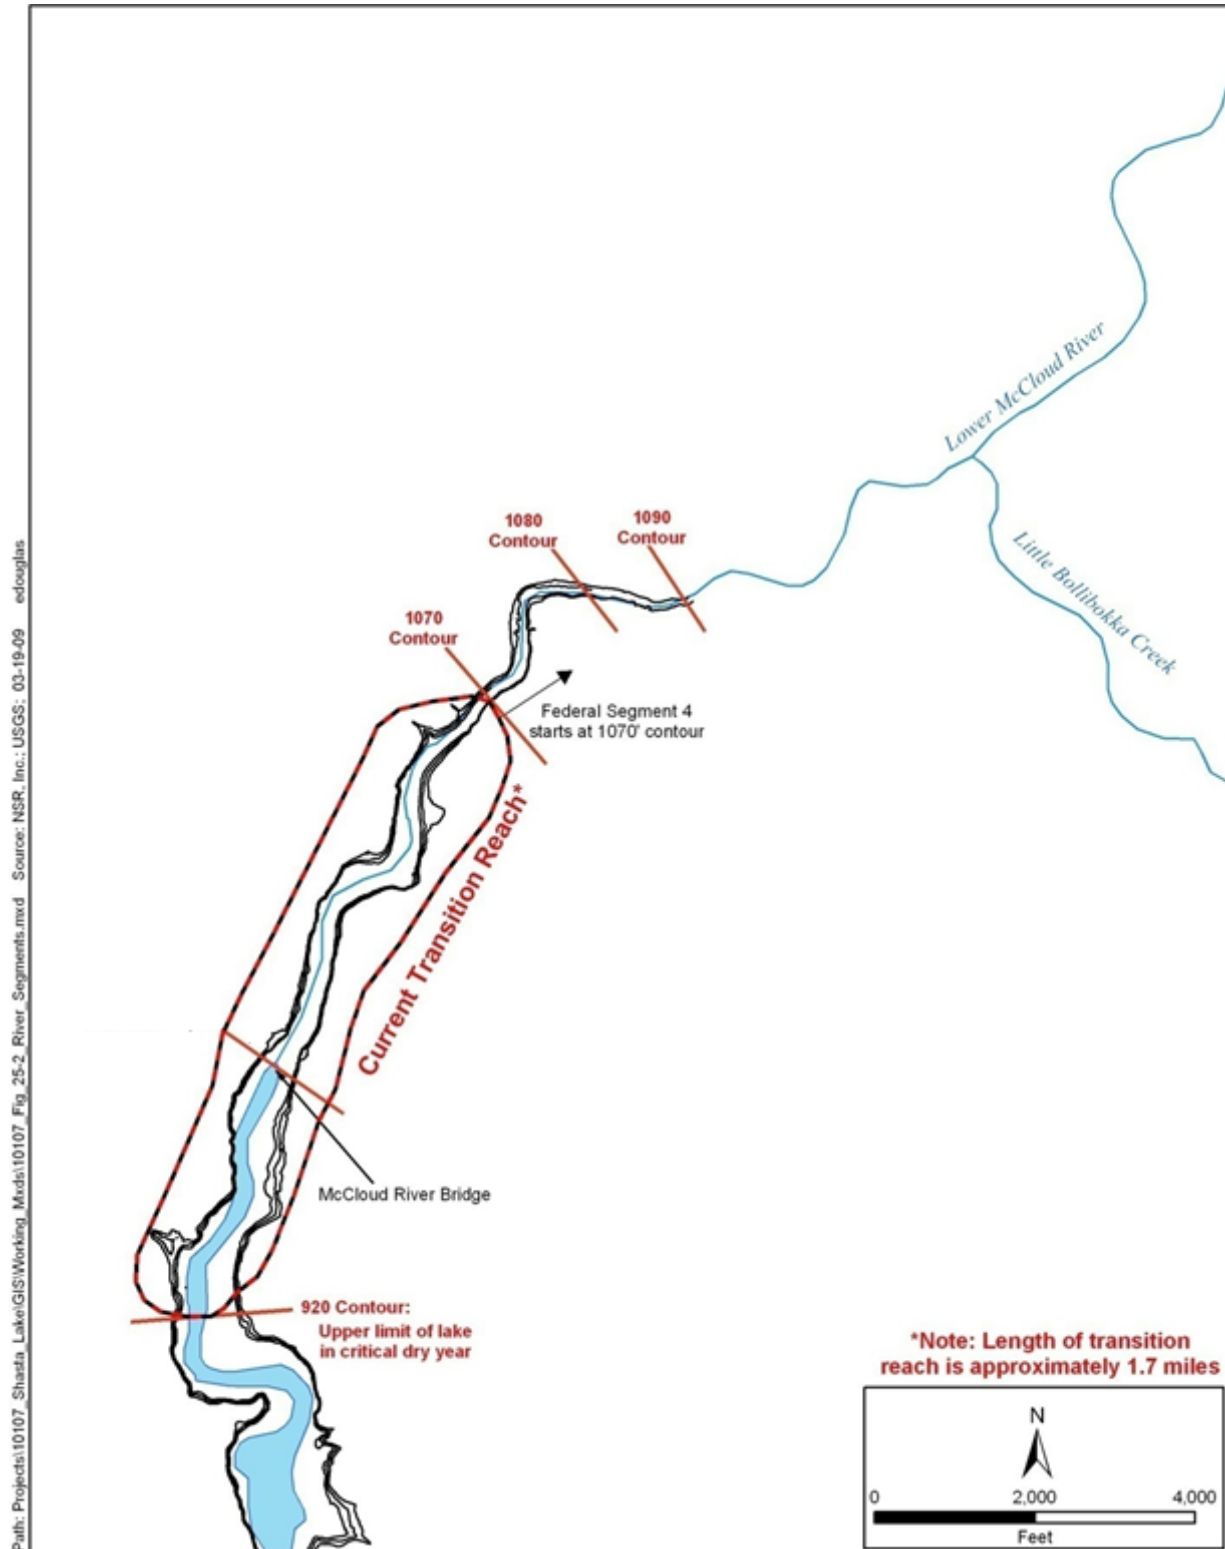 Lower McCloud River
Little Bollibokka Creek
1080
Contour
1090
Contour
1070
Contour
Federal Segment 4
starts at 1070' contour
Current Transition Reach*
McCloud River Bridge
920 Contour:
Upper limit of lake
in critical dry year
*Note: Length of transition
reach is approximately 1.7 miles
N
0 2,000 4,000
Feet
Path: Projects\10107_Shasta_Lake\GIS\Working_Mxds\10107_Fig_25-2_River_Segments.mxd Source: NSR, Inc.; USGS; 03-19-09 edouglas